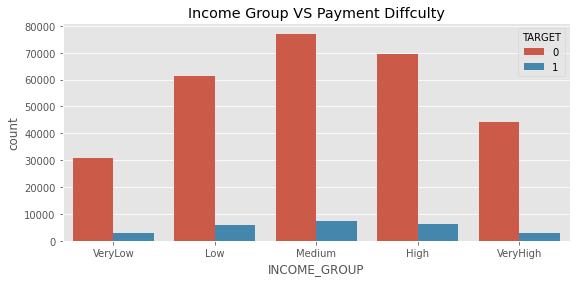 Income Group VS Payment Diffculty
TARGET
0
1
80000
70000
60000
50000
40000
30000
20000
10000
0
count
VeryLow Low Medium High VeryHigh
INCOME_GROUP